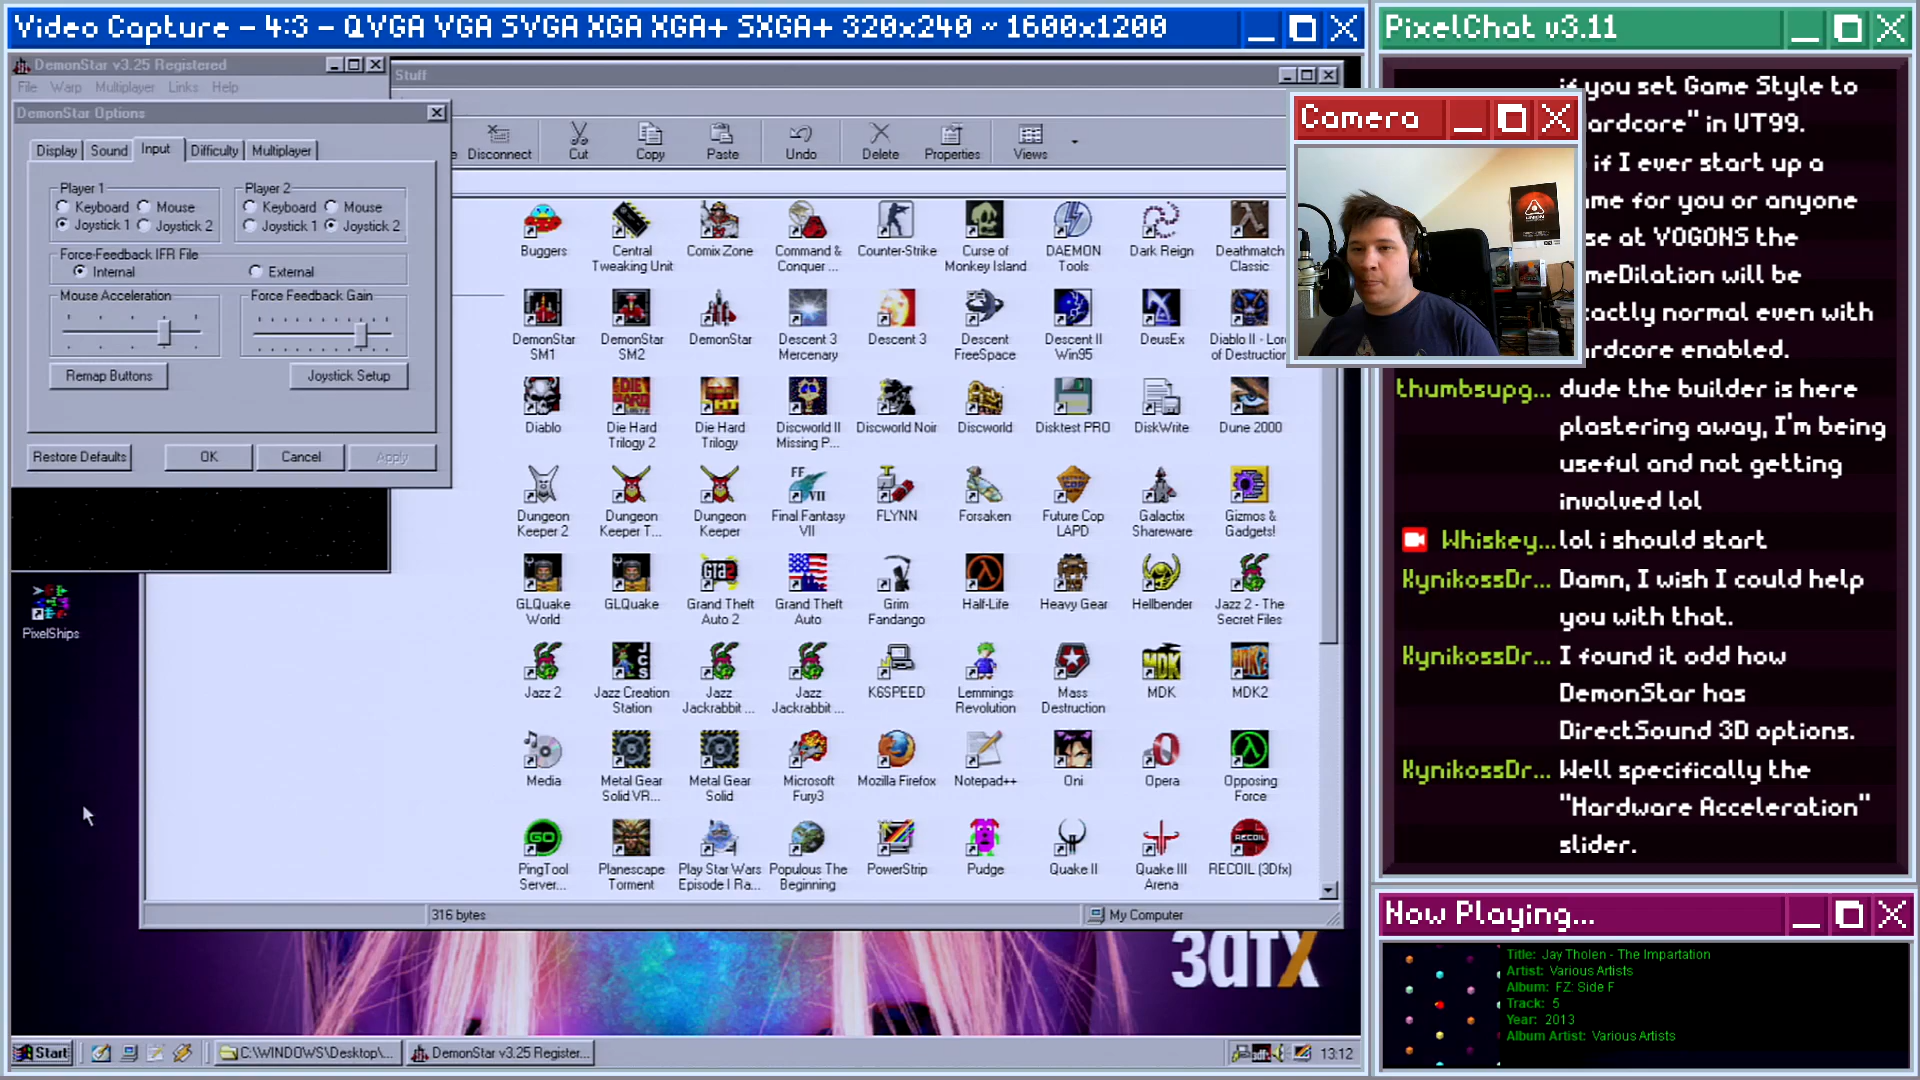 Video Capture - 4:3 - QVGA VGA SVGA XGA XGA+ SXGA+ 320x240 ~ 1600x1200
DemonStar v3.25 Registered
File Warp Multiplayer Links Help
DemonStar Options
Display Sound Input Difficulty Multiplayer
Player 1
Keyboard Mouse
Joystick 1 Joystick 2
Player 2
Keyboard Mouse
Joystick 1 Joystick 2
Force-Feedback IFR File
Internal External
Mouse Acceleration
Force Feedback Gain
Remap Buttons
Joystick Setup
Restore Defaults
OK
Cancel
Apply
Stuff
Disconnect Cut Copy Paste Undo Delete Properties Views
Buggers
Central
Tweaking Unit
Comix Zone
Command &
Conquer ...
Counter-Strike
Curse of
Monkey Island
DAEMON
Tools
Dark Reign
Deathmatch
Classic
DemonStar
SM1
DemonStar
SM2
DemonStar
Descent 3
Mercenary
Descent 3
Descent
FreeSpace
Descent II
Win95
DeusEx
Diablo II - Lor
of Destruction
Diablo
Die Hard
Trilogy 2
Die Hard
Trilogy
Discworld II
Missing P...
Discworld Noir
Discworld
Disktest PRO
DiskWrite
Dune 2000
Dungeon
Keeper 2
Dungeon
Keeper T...
Dungeon
Keeper
Final Fantasy
VII
FLYNN
Forsaken
Future Cop
LAPD
Galactix
Shareware
Gizmos &
Gadgets!
GLQuake
World
GLQuake
Grand Theft
Auto 2
Grand Theft
Auto
Grim
Fandango
Half-Life
Heavy Gear
Hellbender
Jazz 2 - The
Secret Files
Jazz 2
Jazz Creation
Station
Jazz
Jackrabbit ...
Jazz
Jackrabbit ...
K6SPEED
Lemmings
Revolution
Mass
Destruction
MDK
MDK2
Media
Metal Gear
Solid VR...
Metal Gear
Solid
Microsoft
Fury3
Mozilla Firefox
Notepad++
Oni
Opera
Opposing
Force
PingTool
Server...
Planescape
Torment
Play Star Wars
Episode I Ra...
Populous The
Beginning
PowerStrip
Pudge
Quake II
Quake III
Arena
RECOIL (3Dfx)
PixelShips
316 bytes
My Computer
3dfx
Start
C:\WINDOWS\Desktop\...
DemonStar v3.25 Register...
13:12
Camera
PixelChat v3.11
if you set Game Style to
ardcore" in UT99.
if I ever start up a
ame for you or anyone
se at VOGONS the
meDilation will be
actly normal even with
ardcore enabled.
thumbsupg... dude the builder is here
plastering away, I'm being
useful and not getting
involved lol
Whiskey... lol i should start
KynikossDr... Damn, I wish I could help
you with that.
KynikossDr... I found it odd how
DemonStar has
DirectSound 3D options.
KynikossDr... Well specifically the
"Hardware Acceleration"
slider.
Now Playing...
Title: Jay Tholen - The Impartation
Artist: Various Artists
Album: FZ: Side F
Track: 5
Year: 2013
Album Artist: Various Artists